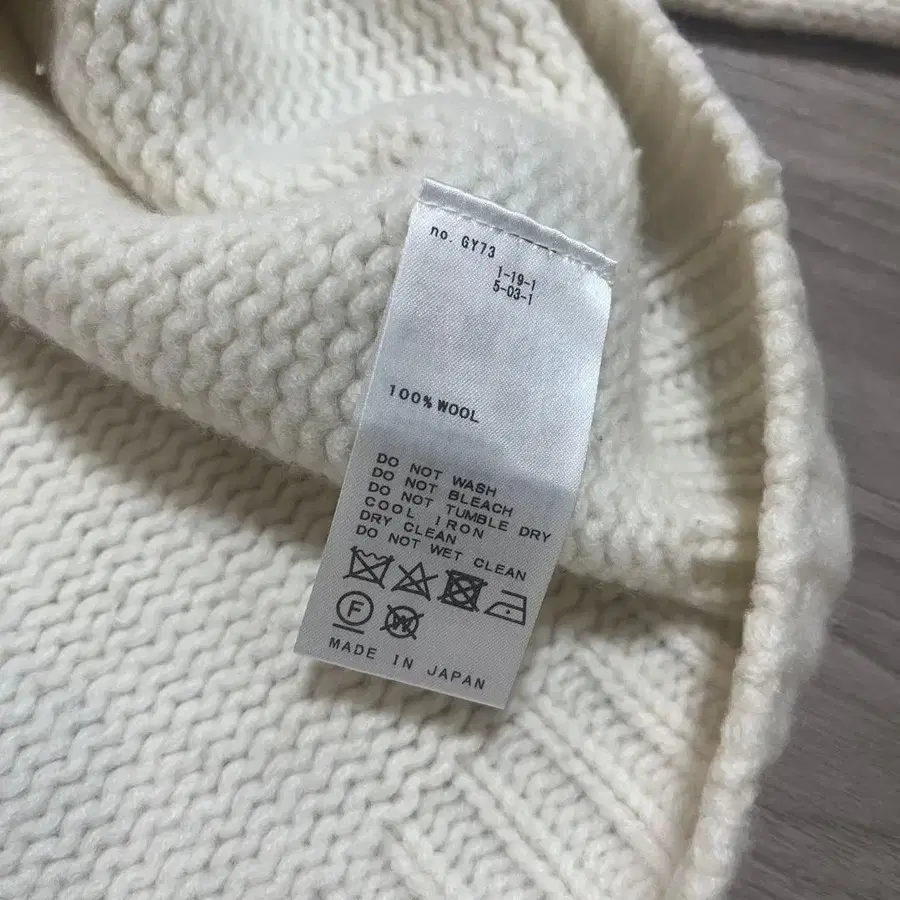 no. GY73
1-19-1
5-03-1
100% WOOL
DO NOT WASH
DO NOT BLEACH
DO NOT TUMBLE DRY
COOL IRON
DRY CLEAN
DO NOT WET CLEAN
F W
MADE IN JAPAN